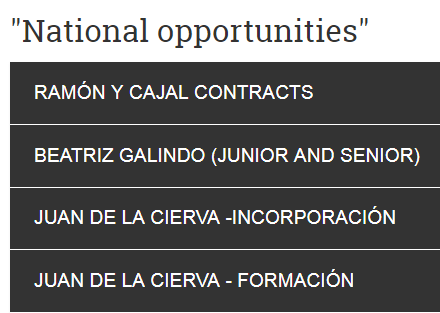 "National opportunities"
RAMÓN Y CAJAL CONTRACTS
BEATRIZ GALINDO (JUNIOR AND SENIOR)
JUAN DE LA CIERVA -INCORPORACIÓN
JUAN DE LA CIERVA - FORMACIÓN